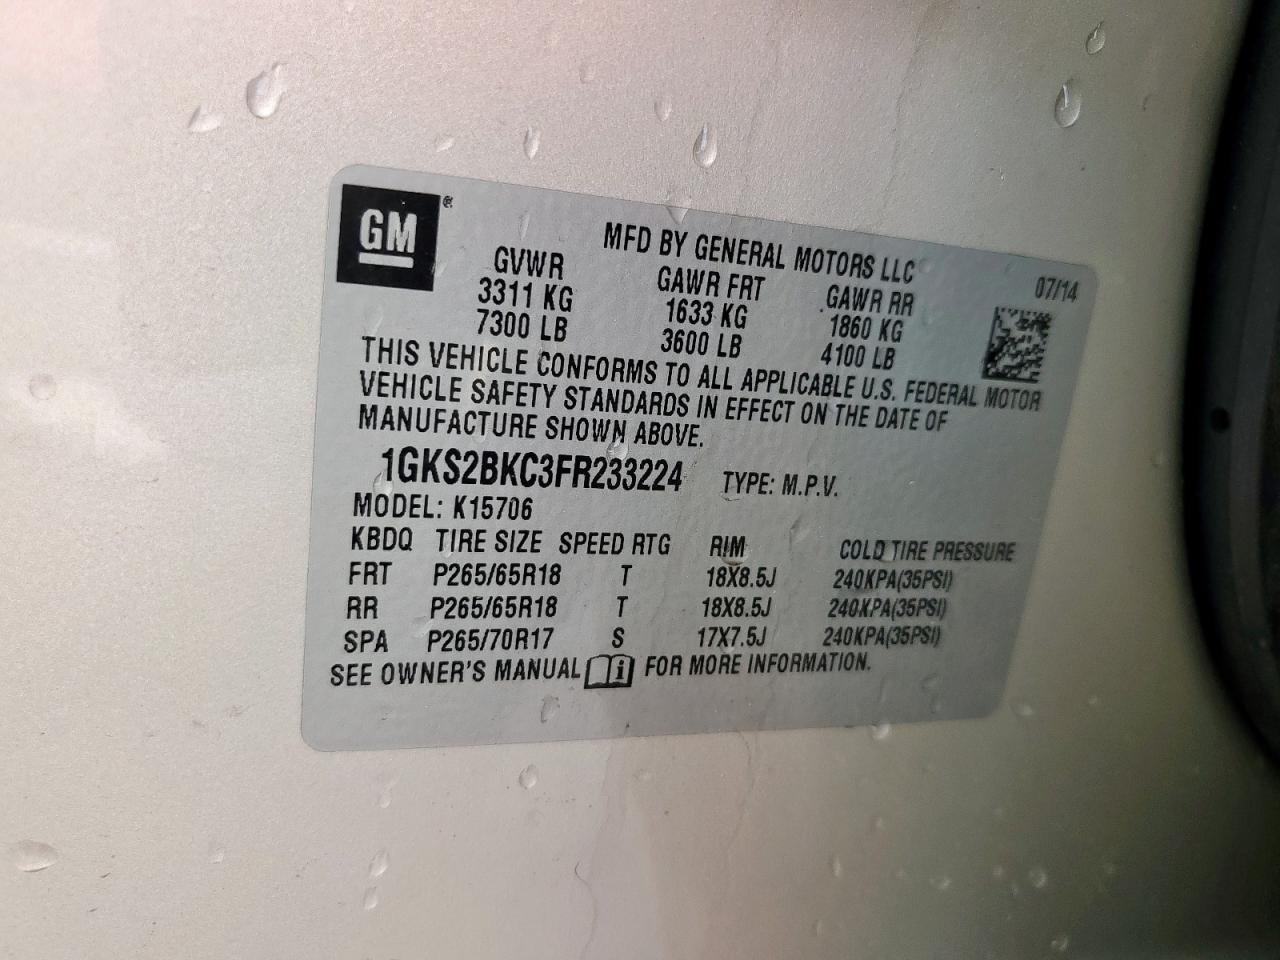 GM ®
MFD BY GENERAL MOTORS LLC
07/14
GVWR GAWR FRT GAWR RR
3311 KG 1633 KG 1860 KG
7300 LB 3600 LB 4100 LB
THIS VEHICLE CONFORMS TO ALL APPLICABLE U.S. FEDERAL MOTOR
VEHICLE SAFETY STANDARDS IN EFFECT ON THE DATE OF
MANUFACTURE SHOWN ABOVE.
1GKS2BKC3FR233224 TYPE: M.P.V.
MODEL: K15706
KBDQ TIRE SIZE SPEED RTG RIM COLD TIRE PRESSURE
FRT P265/65R18 T 18X8.5J 240KPA(35PSI)
RR P265/65R18 T 18X8.5J 240KPA(35PSI)
SPA P265/70R17 S 17X7.5J 240KPA(35PSI)
SEE OWNER'S MANUAL i FOR MORE INFORMATION.